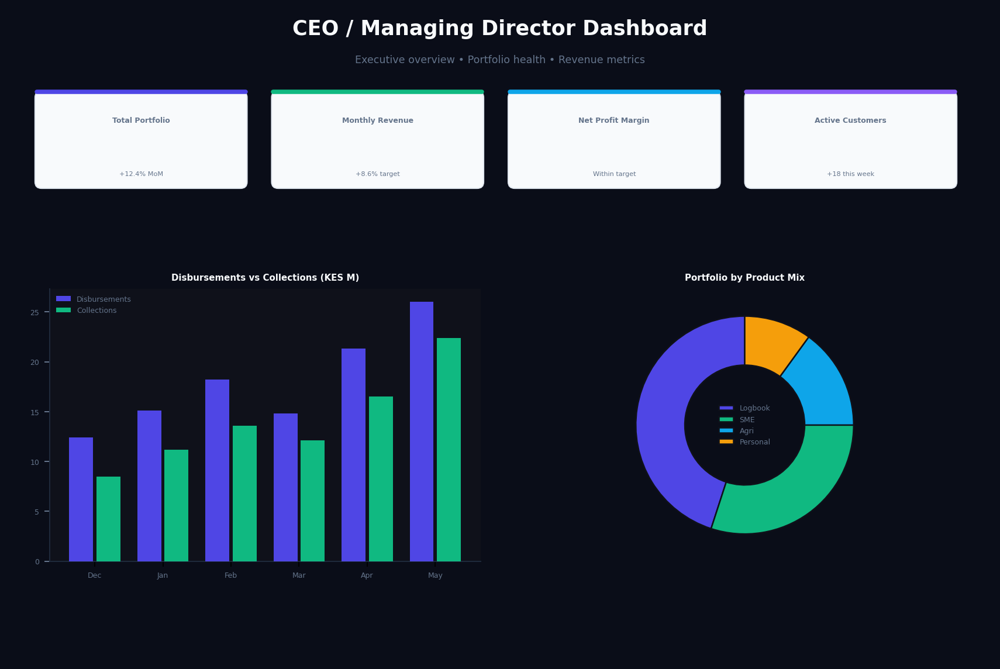 CEO / Managing Director Dashboard
Executive overview • Portfolio health • Revenue metrics
Total Portfolio
+12.4% MoM
Monthly Revenue
+8.6% target
Net Profit Margin
Within target
Active Customers
+18 this week
Disbursements vs Collections (KES M)
Disbursements
Collections
25
20
15
10
5
0
Dec Jan Feb Mar Apr May
Portfolio by Product Mix
Logbook
SME
Agri
Personal